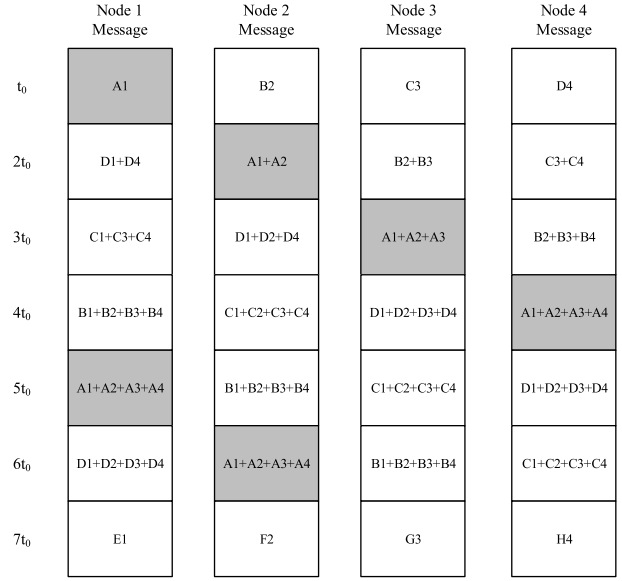 Node 1 Node 2 Node 3 Node 4
Message Message Message Message
t₀ A1 B2 C3 D4
2t₀ D1+D4 A1+A2 B2+B3 C3+C4
3t₀ C1+C3+C4 D1+D2+D4 A1+A2+A3 B2+B3+B4
4t₀ B1+B2+B3+B4 C1+C2+C3+C4 D1+D2+D3+D4 A1+A2+A3+A4
5t₀ A1+A2+A3+A4 B1+B2+B3+B4 C1+C2+C3+C4 D1+D2+D3+D4
6t₀ D1+D2+D3+D4 A1+A2+A3+A4 B1+B2+B3+B4 C1+C2+C3+C4
7t₀ E1 F2 G3 H4